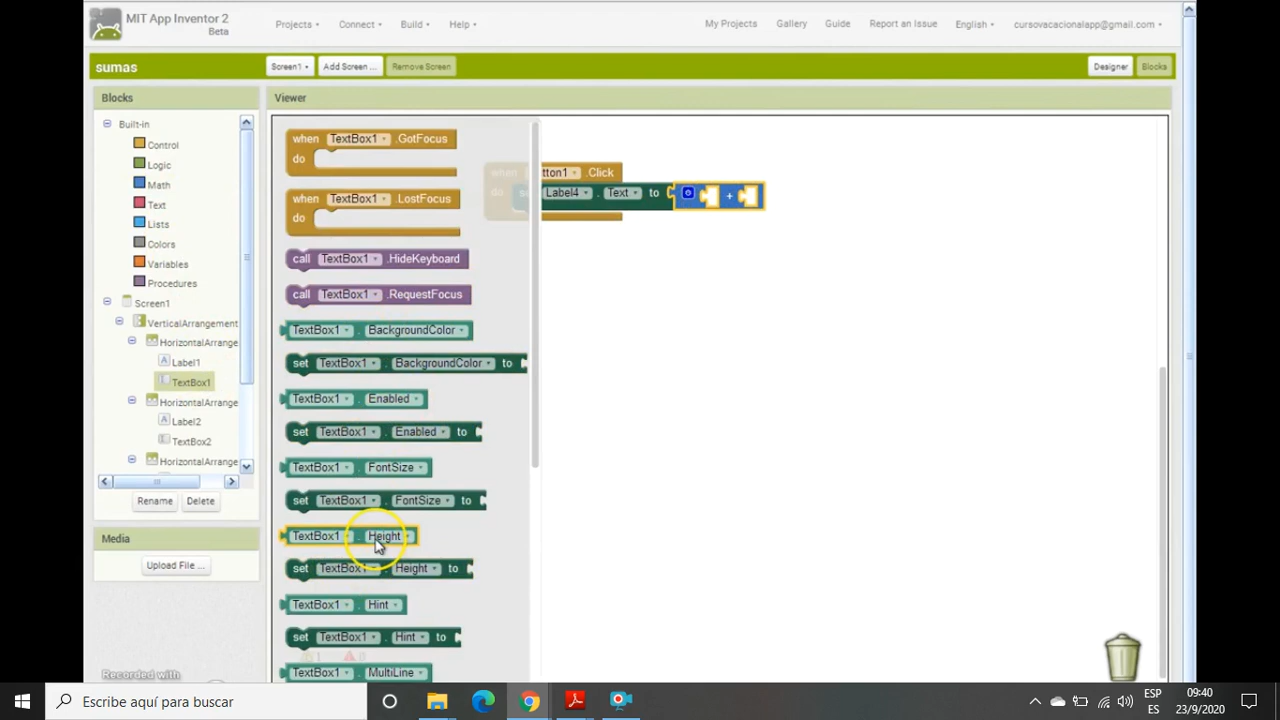 MIT App Inventor 2
Beta
Projects Connect Build Help My Projects Gallery Guide Report an Issue English cursovacacionalapp@gmail.com
sumas Screen1 Add Screen ... Remove Screen Designer Blocks
Blocks
Viewer
Built-in
Control
Logic
Math
Text
Lists
Colors
Variables
Procedures
Screen1
VerticalArrangement
HorizontalArrange
Label1
TextBox1
HorizontalArrange
Label2
TextBox2
HorizontalArrange
Rename Delete
Media
Upload File ...
when TextBox1 .GotFocus
do
when TextBox1 .LostFocus
do
call TextBox1 .HideKeyboard
call TextBox1 .RequestFocus
TextBox1 . BackgroundColor
set TextBox1 . BackgroundColor to
TextBox1 . Enabled
set TextBox1 . Enabled to
TextBox1 . FontSize
set TextBox1 . FontSize to
TextBox1 . Height
set TextBox1 . Height to
TextBox1 . Hint
set TextBox1 . Hint to
TextBox1 . MultiLine
when tton1 .Click
do Label4 . Text to +
Recorded with
Escribe aquí para buscar
ESP
ES
09:40
23/9/2020